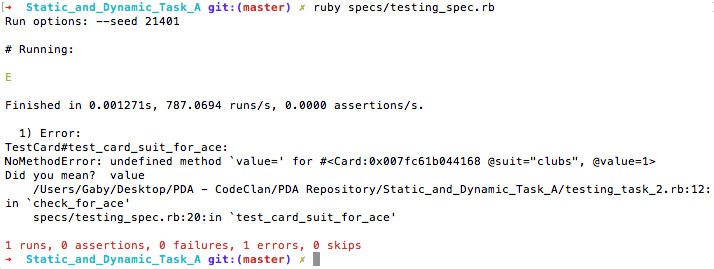 [→ Static_and_Dynamic_Task_A git:(master) ✗ ruby specs/testing_spec.rb
Run options: --seed 21401
# Running:
E
Finished in 0.001271s, 787.0694 runs/s, 0.0000 assertions/s.
1) Error:
TestCard#test_card_suit_for_ace:
NoMethodError: undefined method `value=' for #<Card:0x007fc61b044168 @suit="clubs", @value=1>
Did you mean?  value
/Users/Gaby/Desktop/PDA - CodeClan/PDA Repository/Static_and_Dynamic_Task_A/testing_task_2.rb:12:
in `check_for_ace'
specs/testing_spec.rb:20:in `test_card_suit_for_ace'
1 runs, 0 assertions, 0 failures, 1 errors, 0 skips
→ Static_and_Dynamic_Task_A git:(master) ✗